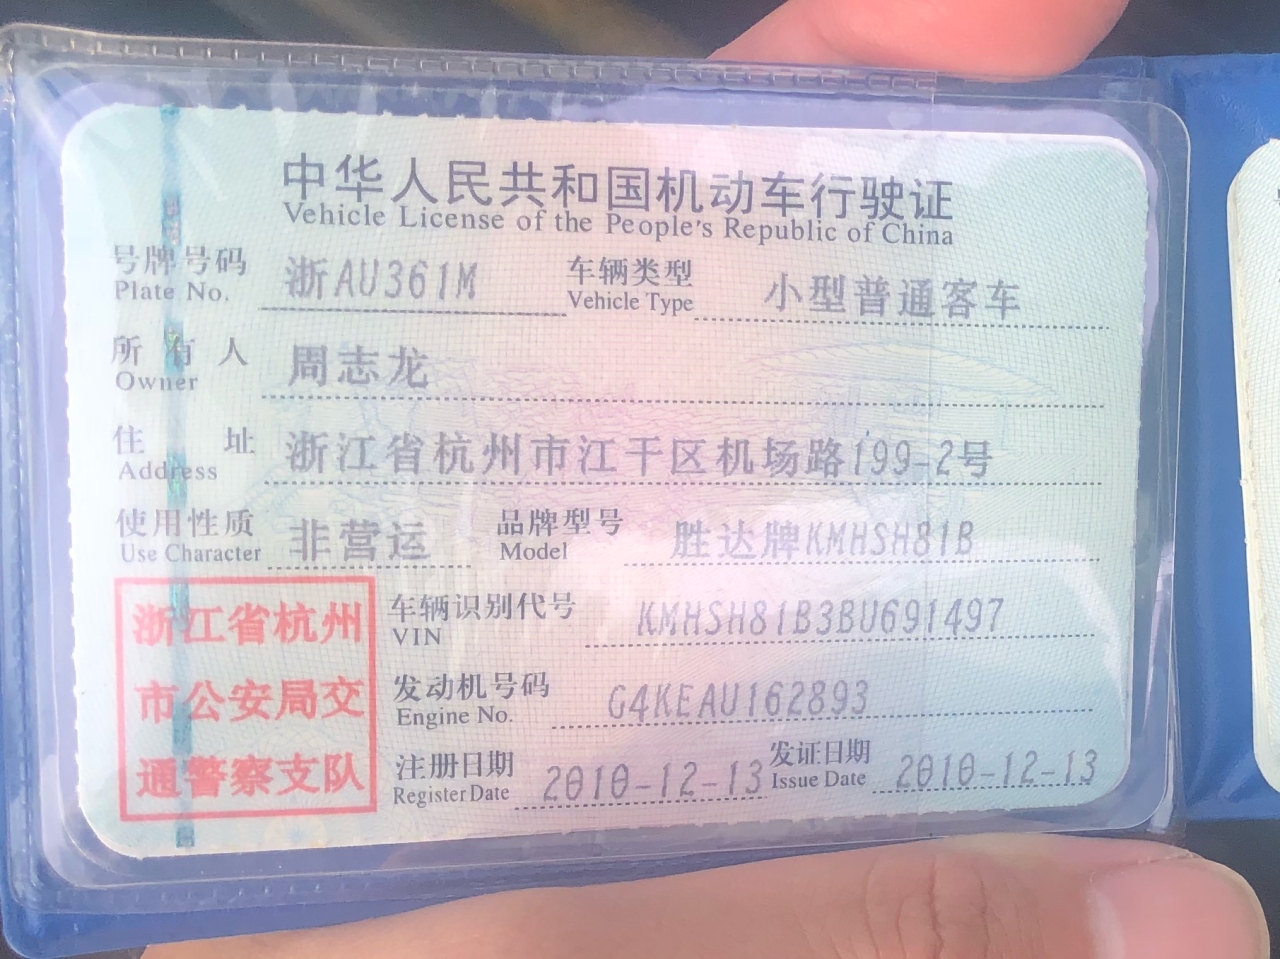 中华人民共和国机动车行驶证
Vehicle License of the People's Republic of China
号牌号码 浙AU361M 车辆类型 小型普通客车
Plate No. Vehicle Type
所有人 周志龙
Owner
住址 浙江省杭州市江干区机场路199-2号
Address
使用性质 非营运 品牌型号 胜达牌KMHSH81B
Use Character Model
浙江省杭州
市公安局交
通警察支队
车辆识别代号 KMHSH81B3BU691497
VIN
发动机号码 G4KEAU162893
Engine No.
注册日期 2010-12-13 发证日期 2010-12-13
Register Date Issue Date